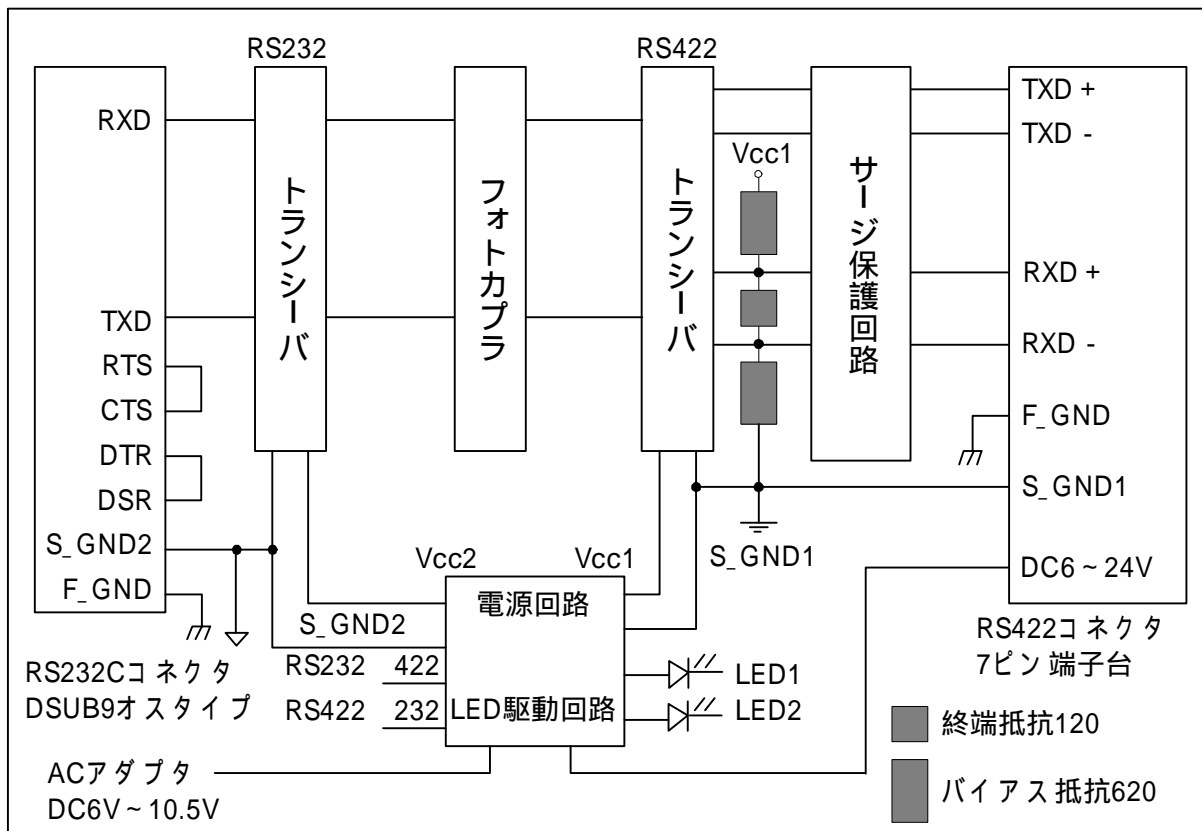 RS232
RS422
RXD
TXD
RTS
CTS
DTR
DSR
S_GND2
F_GND
RS232Cコネクタ
DSUB9オスタイプ
トランシーバ
フォトカプラ
トランシーバ
Vcc1
サージ保護回路
TXD +
TXD -
RXD +
RXD -
F_GND
S_GND1
DC6 ~ 24V
RS422コネクタ
7ピン端子台
S_GND1
Vcc2
Vcc1
電源回路
S_GND2
RS232 422
RS422 232
LED駆動回路
LED1
LED2
ACアダプタ
DC6V ~ 10.5V
終端抵抗120
バイアス抵抗620